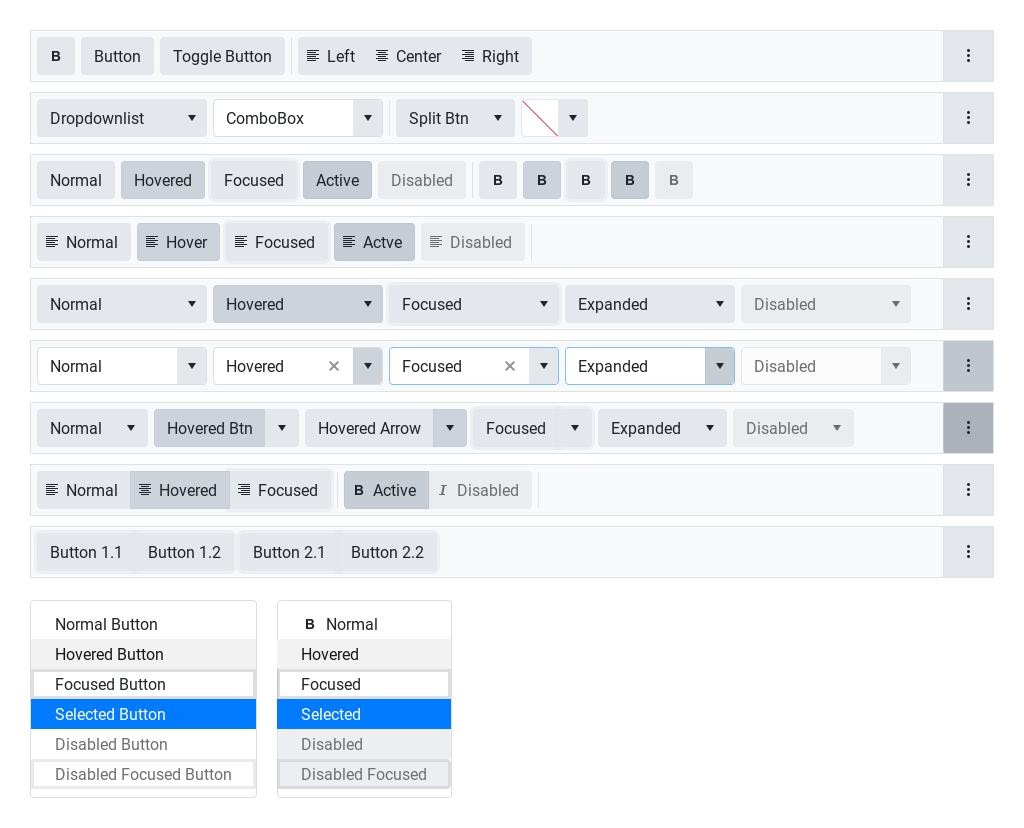 B Button Toggle Button Left Center Right
Dropdownlist ComboBox Split Btn
Normal Hovered Focused Active Disabled B B B B B
Normal Hover Focused Actve Disabled
Normal Hovered Focused Expanded Disabled
Normal Hovered Focused Expanded Disabled
Normal Hovered Btn Hovered Arrow Focused Expanded Disabled
Normal Hovered Focused B Active I Disabled
Button 1.1 Button 1.2 Button 2.1 Button 2.2
Normal Button
Hovered Button
Focused Button
Selected Button
Disabled Button
Disabled Focused Button
B Normal
Hovered
Focused
Selected
Disabled
Disabled Focused